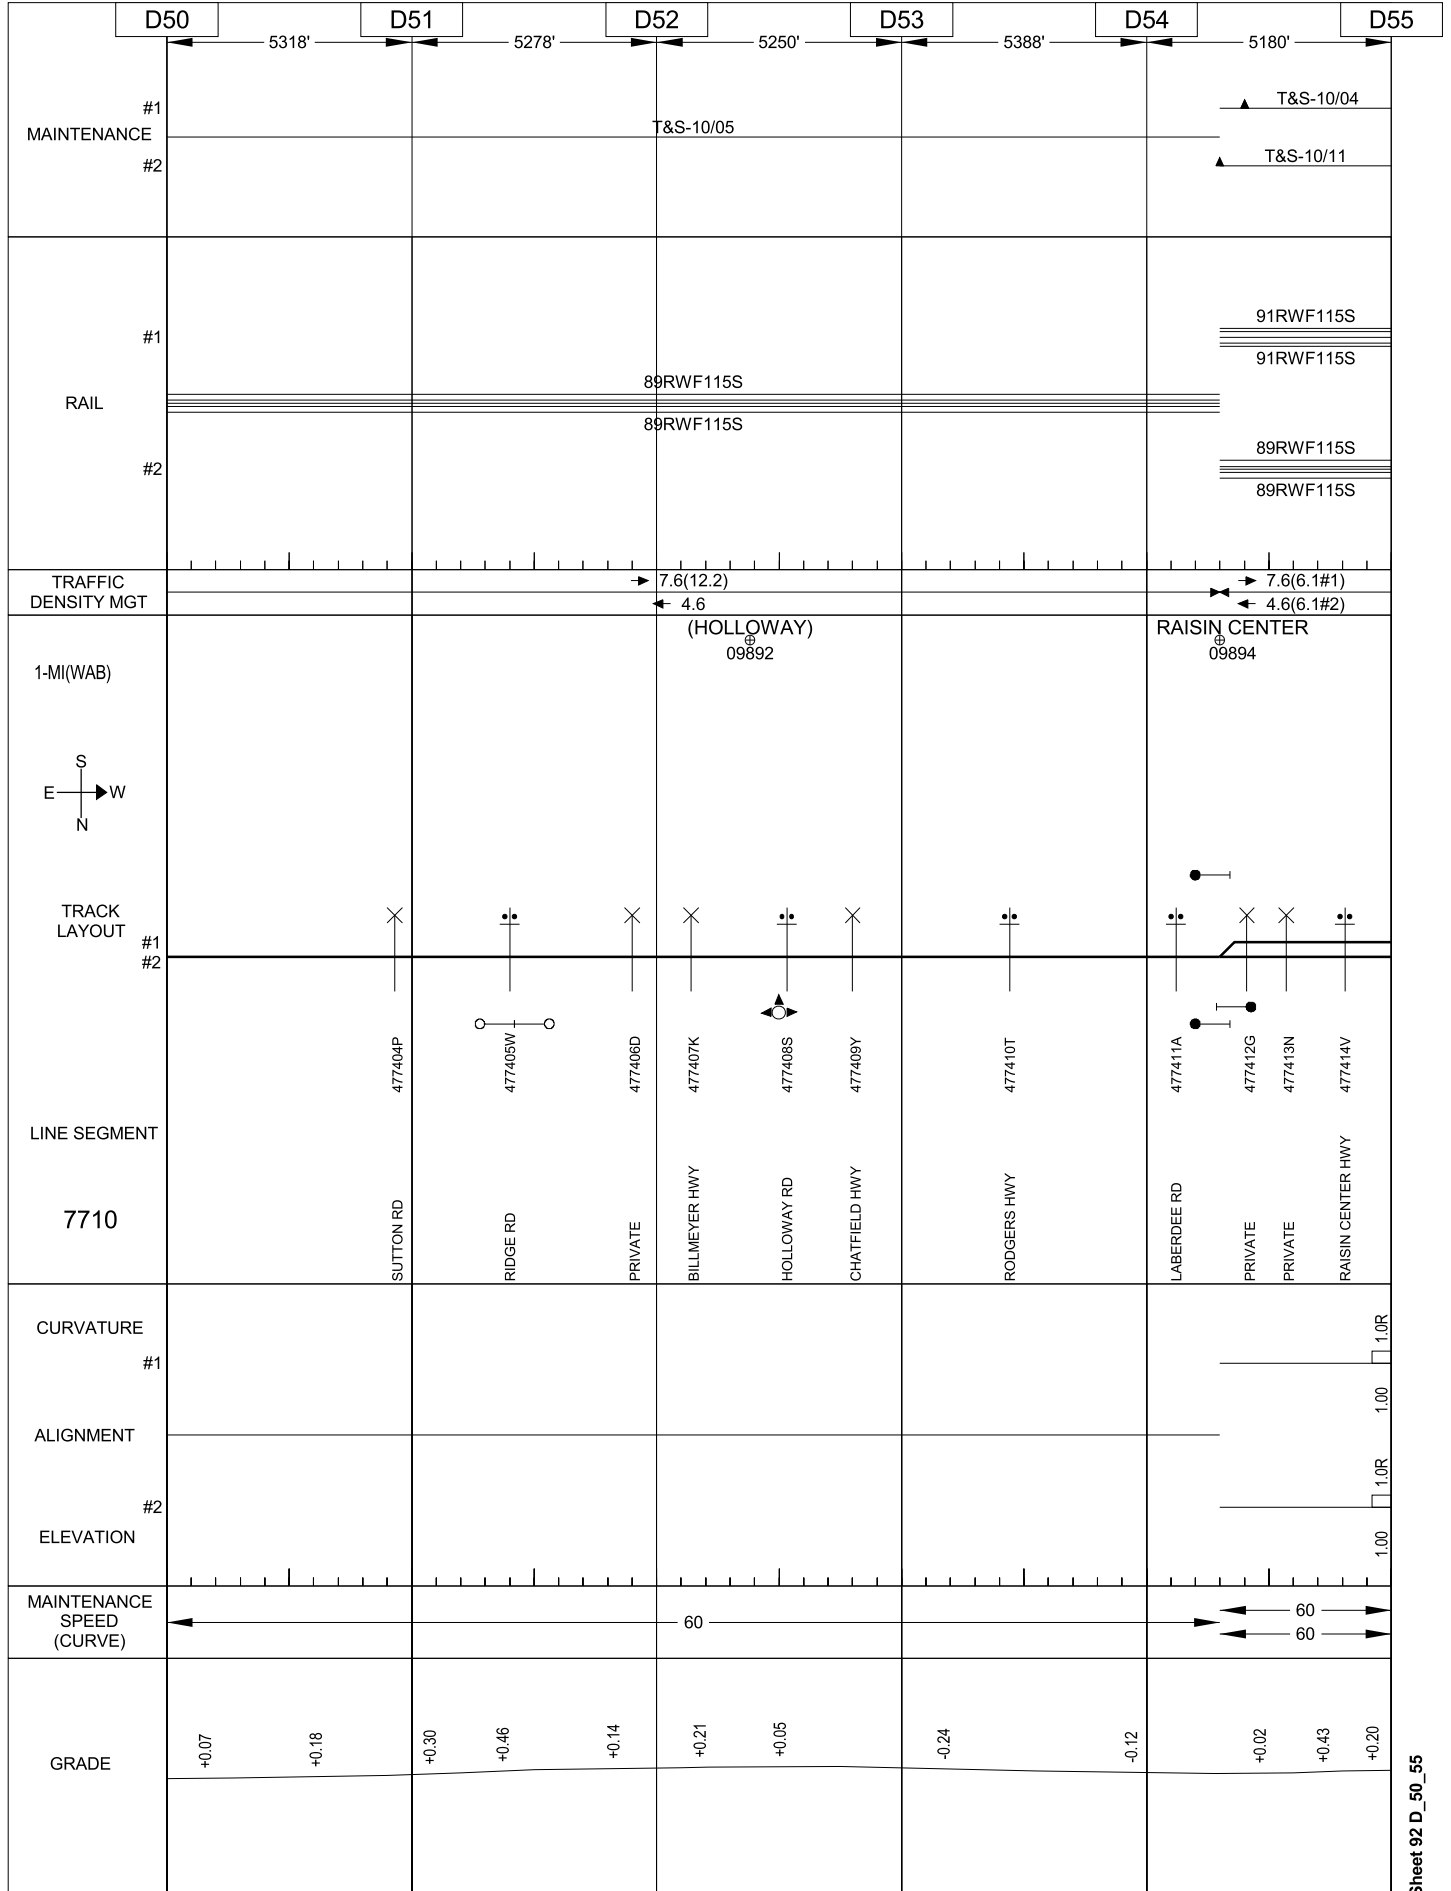 D50 D51 D52 D53 D54 D55
5318' 5278' 5250' 5388' 5180'
#1 T&S-10/04
MAINTENANCE T&S-10/05
#2 T&S-10/11
91RWF115S
#1
91RWF115S
89RWF115S
RAIL
89RWF115S
89RWF115S
#2
89RWF115S
TRAFFIC
DENSITY MGT
7.6(12.2) 7.6(6.1#1)
4.6 4.6(6.1#2)
(HOLLOWAY) RAISIN CENTER
09892 09894
1-MI(WAB)
S
E W
N
TRACK
LAYOUT
#1
#2
477404P
477405W
477406D
477407K
477408S
477409Y
477410T
477411A
477412G
477413N
477414V
LINE SEGMENT
7710
SUTTON RD
RIDGE RD
PRIVATE
BILLMEYER HWY
HOLLOWAY RD
CHATFIELD HWY
RODGERS HWY
LABERDEE RD
PRIVATE
PRIVATE
RAISIN CENTER HWY
CURVATURE
1.0R
#1
1.00
ALIGNMENT
1.0R
#2
ELEVATION
1.00
MAINTENANCE
SPEED
(CURVE)
60
60
60
GRADE
+0.07
+0.18
+0.30
+0.46
+0.14
+0.21
+0.05
-0.24
-0.12
+0.02
+0.43
+0.20
Sheet 92 D_50_55